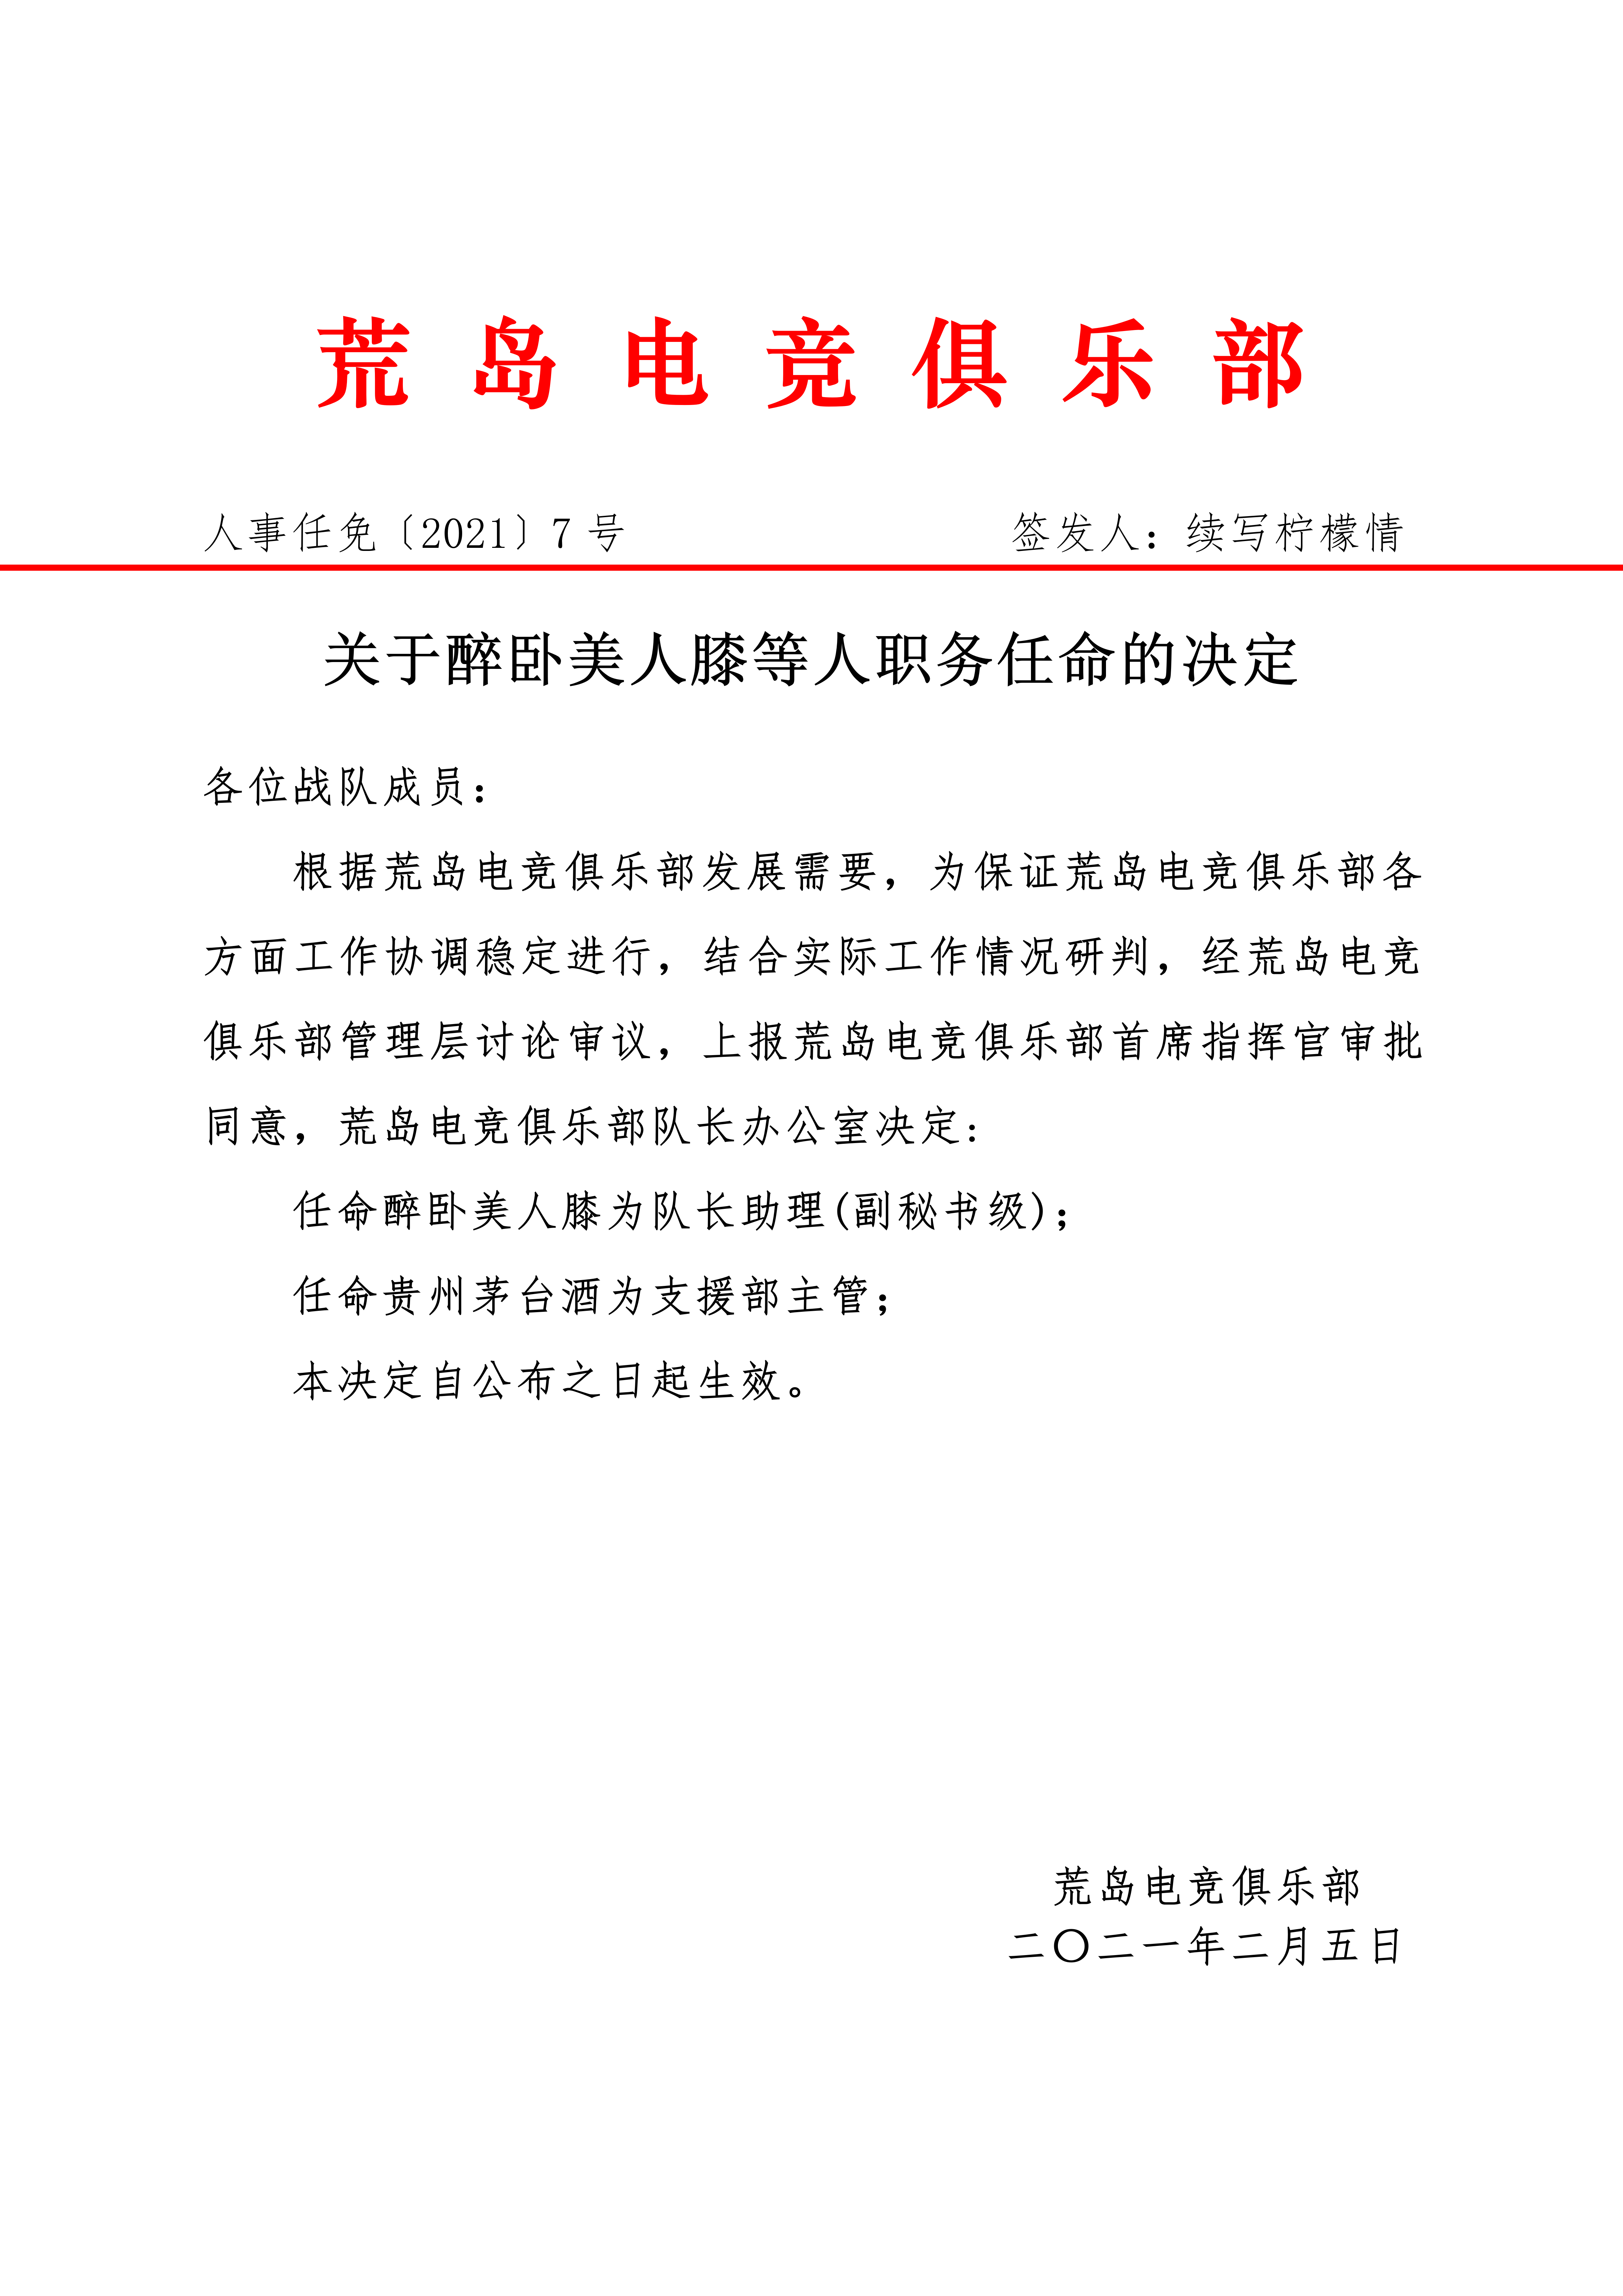 荒岛电竞俱乐部
人事任免〔2021〕7 号 签发人：续写柠檬情
关于醉卧美人膝等人职务任命的决定
各位战队成员：
根据荒岛电竞俱乐部发展需要，为保证荒岛电竞俱乐部各
方面工作协调稳定进行，结合实际工作情况研判，经荒岛电竞
俱乐部管理层讨论审议，上报荒岛电竞俱乐部首席指挥官审批
同意，荒岛电竞俱乐部队长办公室决定：
任命醉卧美人膝为队长助理(副秘书级)；
任命贵州茅台酒为支援部主管；
本决定自公布之日起生效。
荒岛电竞俱乐部
二〇二一年二月五日